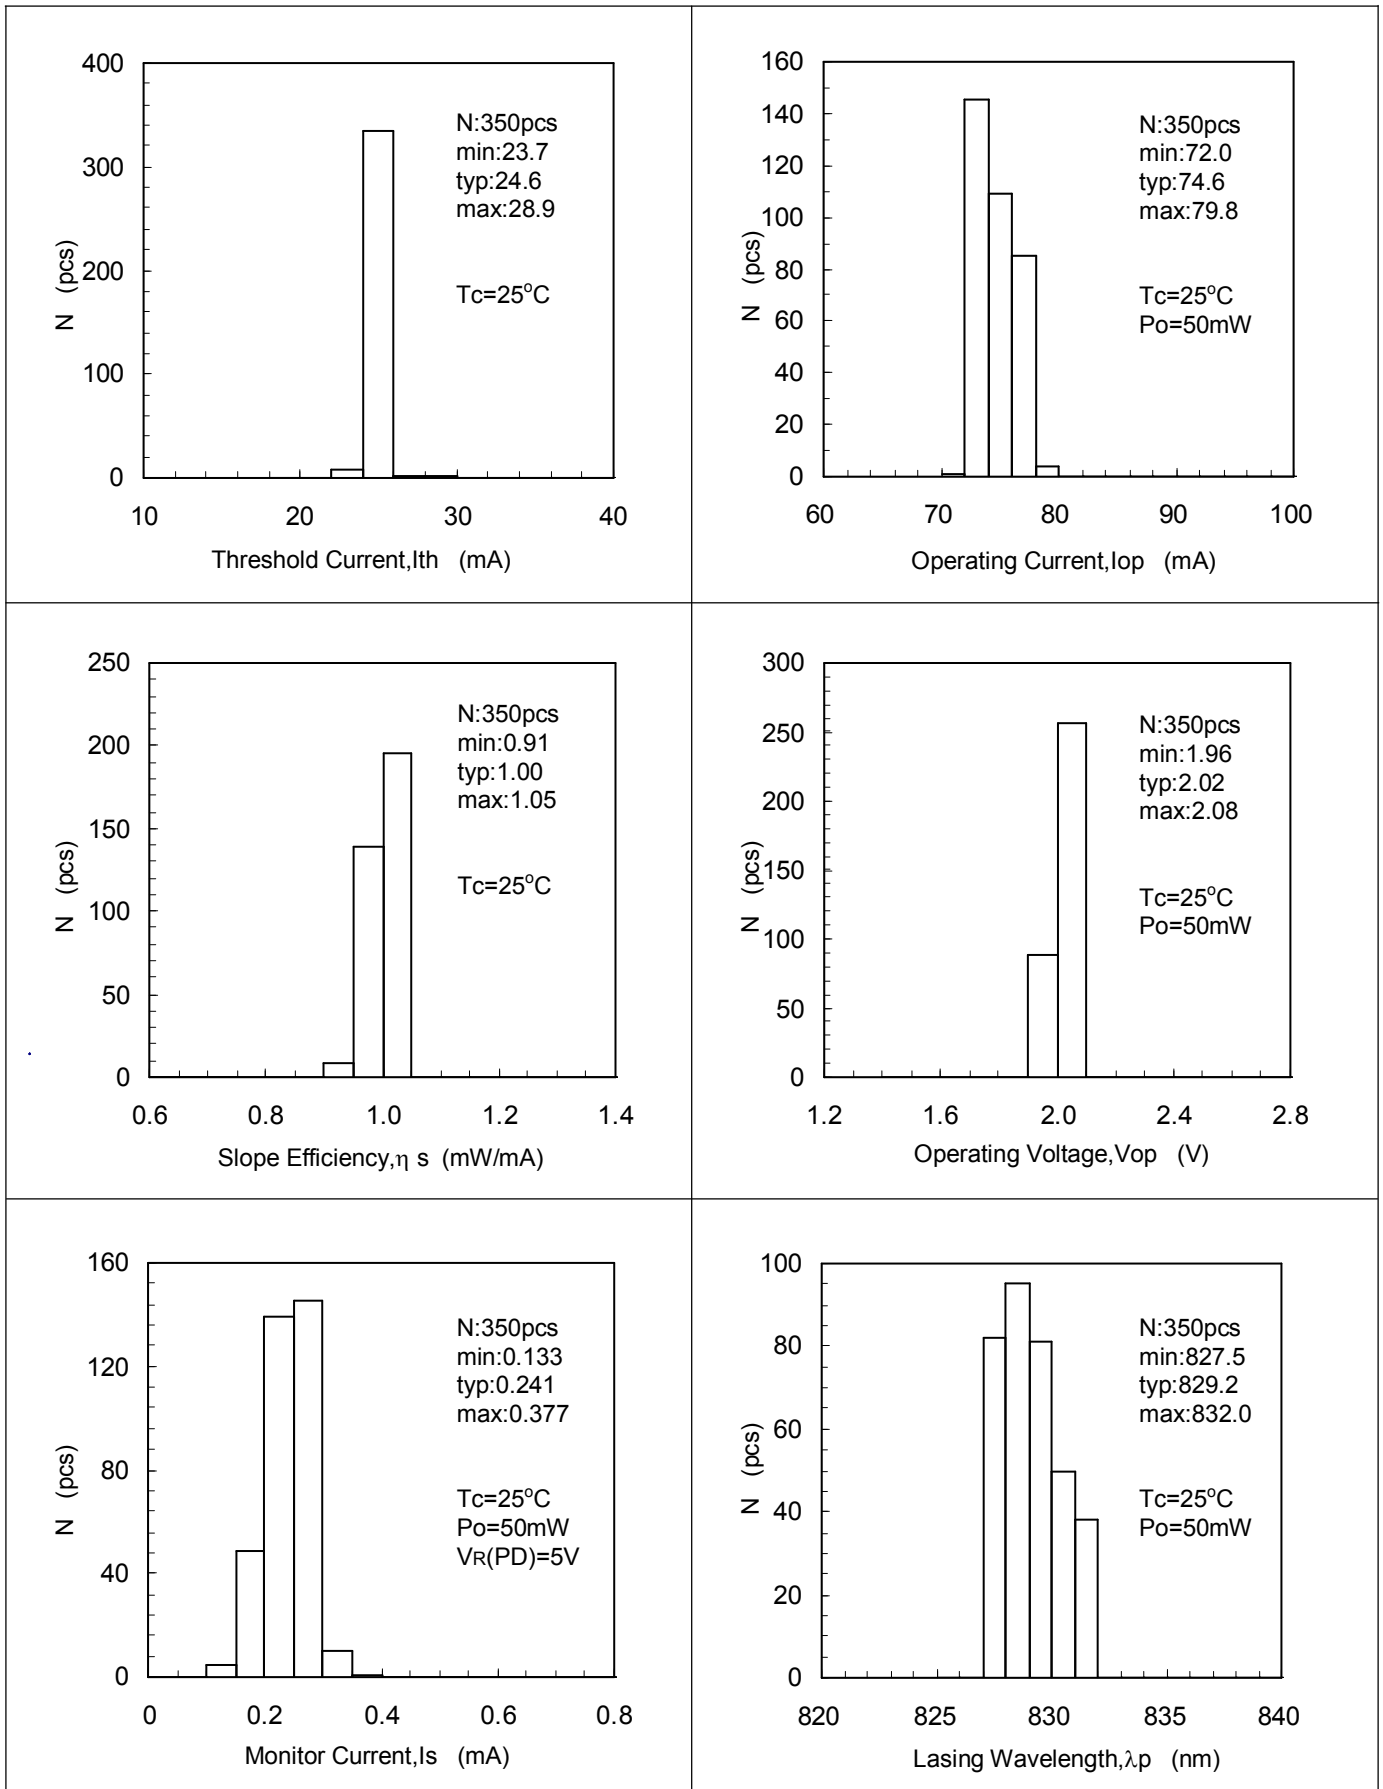 400
300
200
100
0
10 20 30 40
N (pcs)
Threshold Current,Ith (mA)
N:350pcs
min:23.7
typ:24.6
max:28.9
Tc=25°C
160
140
120
100
80
60
40
20
0
60 70 80 90 100
N (pcs)
Operating Current,Iop (mA)
N:350pcs
min:72.0
typ:74.6
max:79.8
Tc=25°C
Po=50mW
250
200
150
100
50
0
0.6 0.8 1.0 1.2 1.4
N (pcs)
Slope Efficiency,η s (mW/mA)
N:350pcs
min:0.91
typ:1.00
max:1.05
Tc=25°C
300
250
200
150
100
50
0
1.2 1.6 2.0 2.4 2.8
N (pcs)
Operating Voltage,Vop (V)
N:350pcs
min:1.96
typ:2.02
max:2.08
Tc=25°C
Po=50mW
160
120
80
40
0
0 0.2 0.4 0.6 0.8
N (pcs)
Monitor Current,Is (mA)
N:350pcs
min:0.133
typ:0.241
max:0.377
Tc=25°C
Po=50mW
VR(PD)=5V
100
80
60
40
20
0
820 825 830 835 840
N (pcs)
Lasing Wavelength,λp (nm)
N:350pcs
min:827.5
typ:829.2
max:832.0
Tc=25°C
Po=50mW